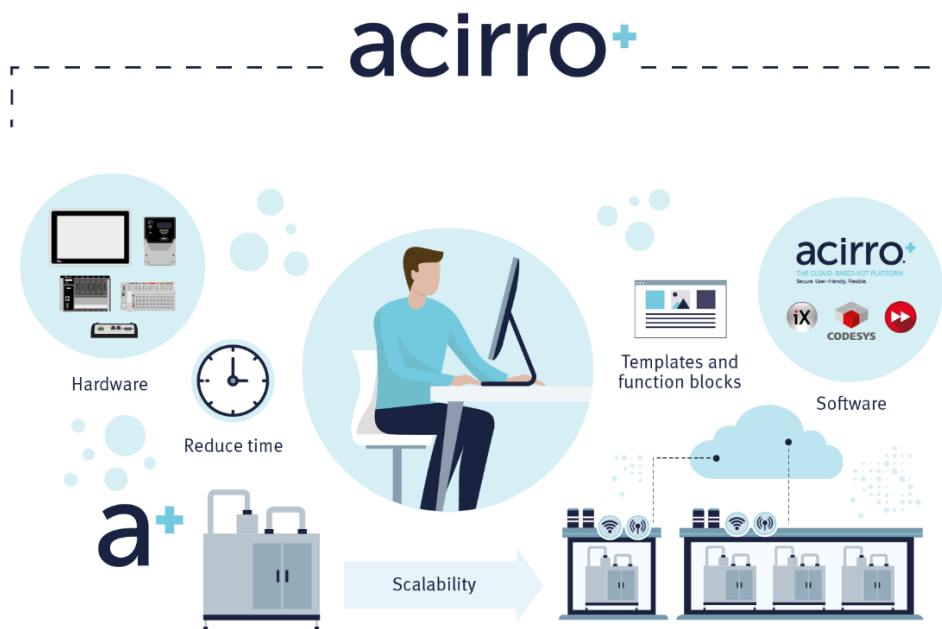 acirro+
acirro+
THE CLOUD-BASED IIOT PLATFORM
Secure. User-friendly. Flexible.
iX
CODESYS
Hardware
Templates and
function blocks
Software
Reduce time
a+
Scalability